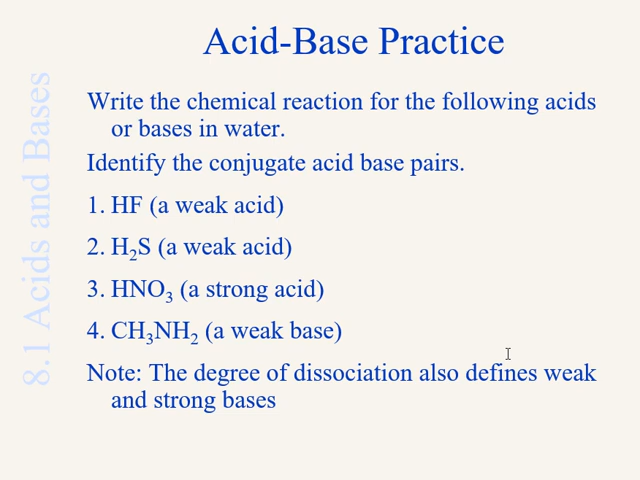 Acid-Base Practice
8.1 Acids and Bases
Write the chemical reaction for the following acids
or bases in water.
Identify the conjugate acid base pairs.
1. HF (a weak acid)
2. H₂S (a weak acid)
3. HNO₃ (a strong acid)
4. CH₃NH₂ (a weak base)
Note: The degree of dissociation also defines weak
and strong bases